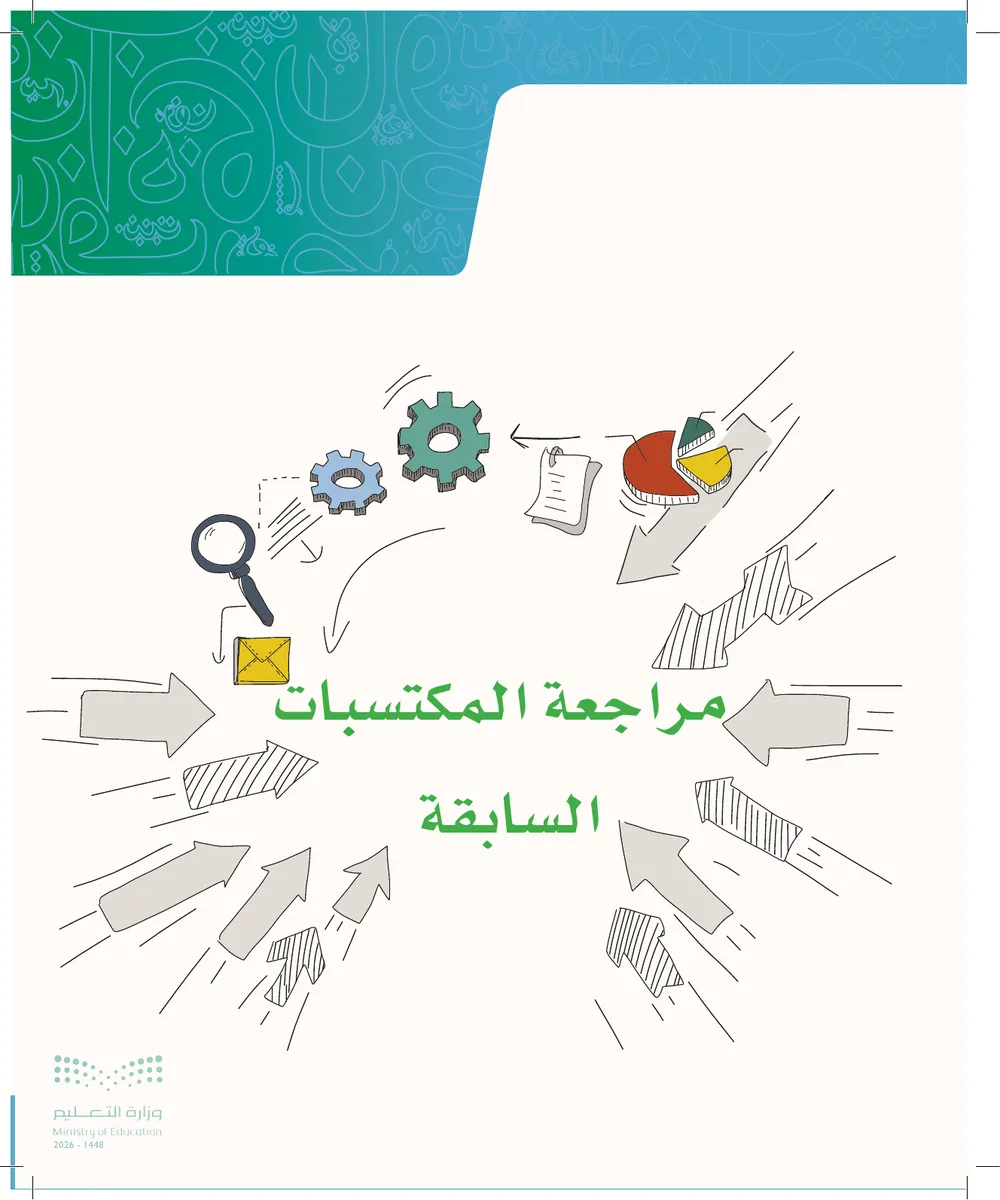 مراجعة المكتسبات
السابقة
وزارة التعليم
Ministry of Education
2026 - 1448